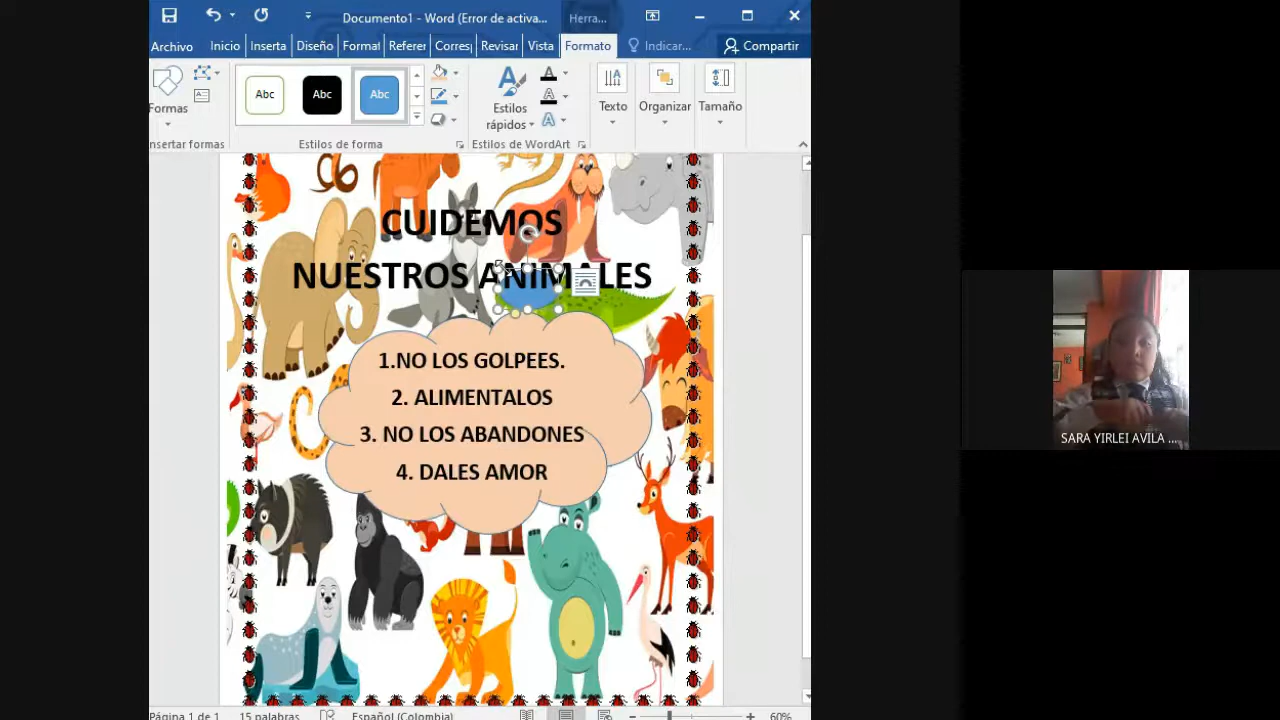 Documento1 - Word (Error de activa...
Herra...
Archivo
Inicio
Inserta
Diseño
Format
Referer
Corres
Revisar
Vista
Formato
Indicar...
Compartir
Abc
Abc
Abc
Formas
Estilos
rápidos
Texto
Organizar
Tamaño
nsertar formas
Estilos de forma
Estilos de WordArt
CUIDEMOS
NUESTROS ANIMALES
1.NO LOS GOLPEES.
2. ALIMENTALOS
3. NO LOS ABANDONES
4. DALES AMOR
SARA YIRLEI AVILA ...
Página 1 de 1
15 palabras
Español (Colombia)
60%